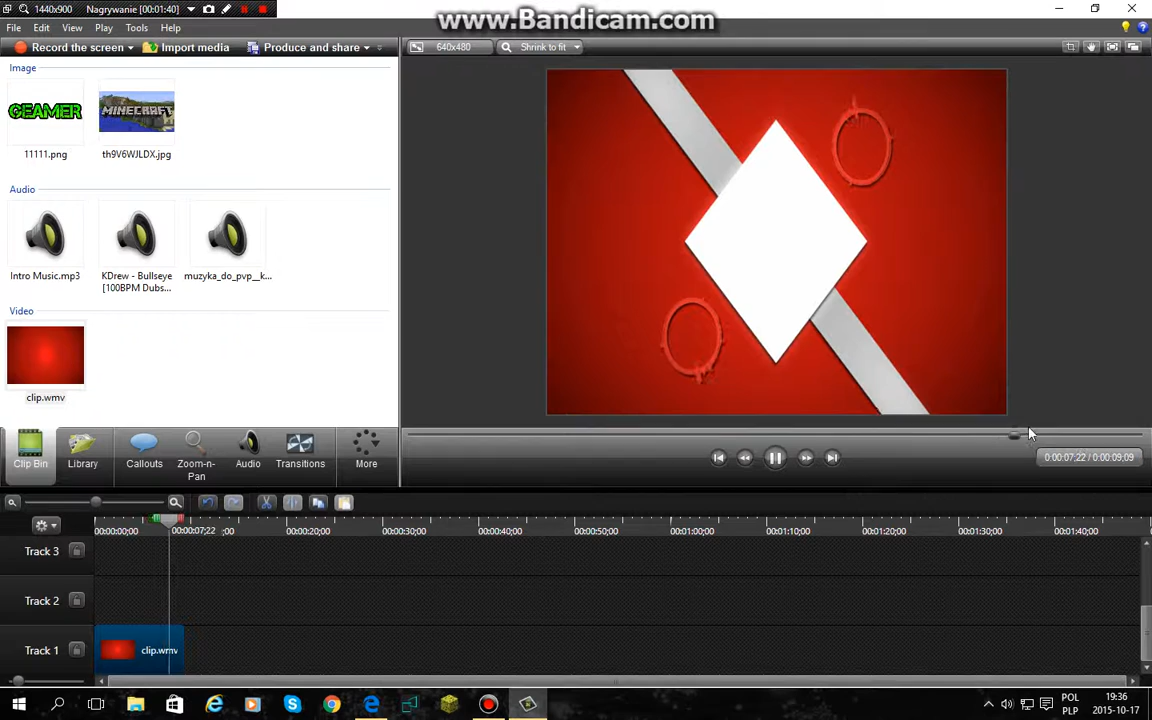 1440x900 Nagrywanie [00:01:40]
www.Bandicam.com
File Edit View Play Tools Help
Record the screen Import media Produce and share
640x480 Shrink to fit
Image
GEAMER MINECRAFT
11111.png th9V6WJLDX.jpg
Audio
Intro Music.mp3 KDrew - Bullseye muzyka_do_pvp__k...
[100BPM Dubs...
Video
clip.wmv
Clip Bin Library Callouts Zoom-n- Audio Transitions More
Pan
0:00:07;22 / 0:00:09;09
00:00:00;00 00:00:07;22 ;00 00:00:20;00 00:00:30;00 00:00:40;00 00:00:50;00 00:01:00;00 00:01:10;00 00:01:20;00 00:01:30;00 00:01:40;00
Track 3
Track 2
Track 1 clip.wmv
POL 19:36
PLP 2015-10-17